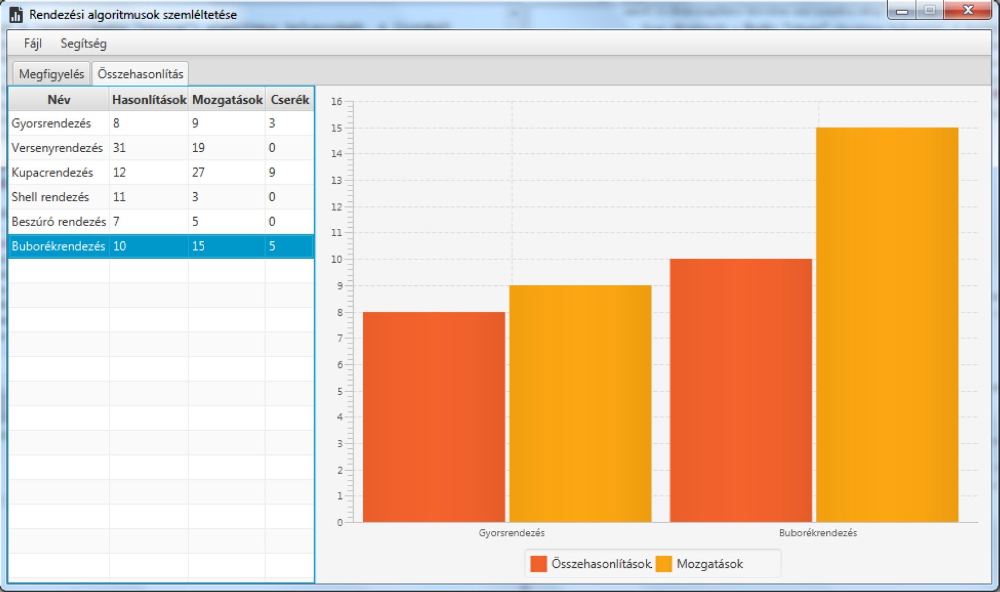 Rendezési algoritmusok szemléltetése
Fájl Segítség
Megfigyelés Összehasonlítás
Név Hasonlítások Mozgatások Cserék
Gyorsrendezés 8 9 3
Versenyrendezés 31 19 0
Kupacrendezés 12 27 9
Shell rendezés 11 3 0
Beszúró rendezés 7 5 0
Buborékrendezés 10 15 5
16
15
14
13
12
11
10
9
8
7
6
5
4
3
2
1
0
Gyorsrendezés Buborékrendezés
Összehasonlítások Mozgatások